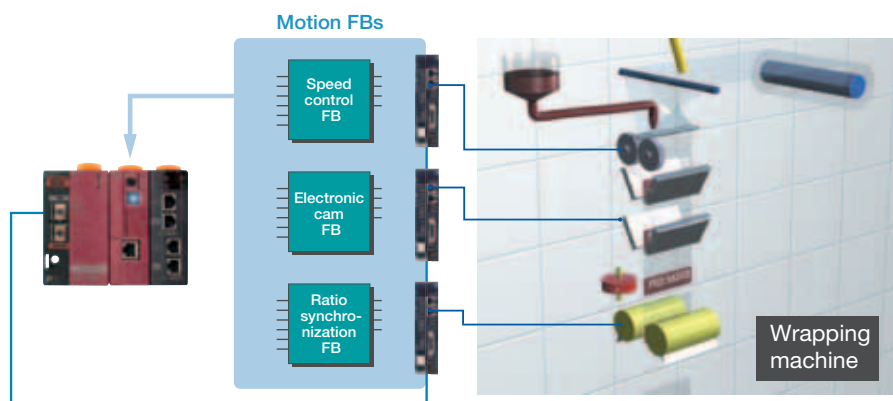 Motion FBs
Speed
control
FB
Electronic
cam
FB
Ratio
synchro-
nization
FB
Wrapping
machine